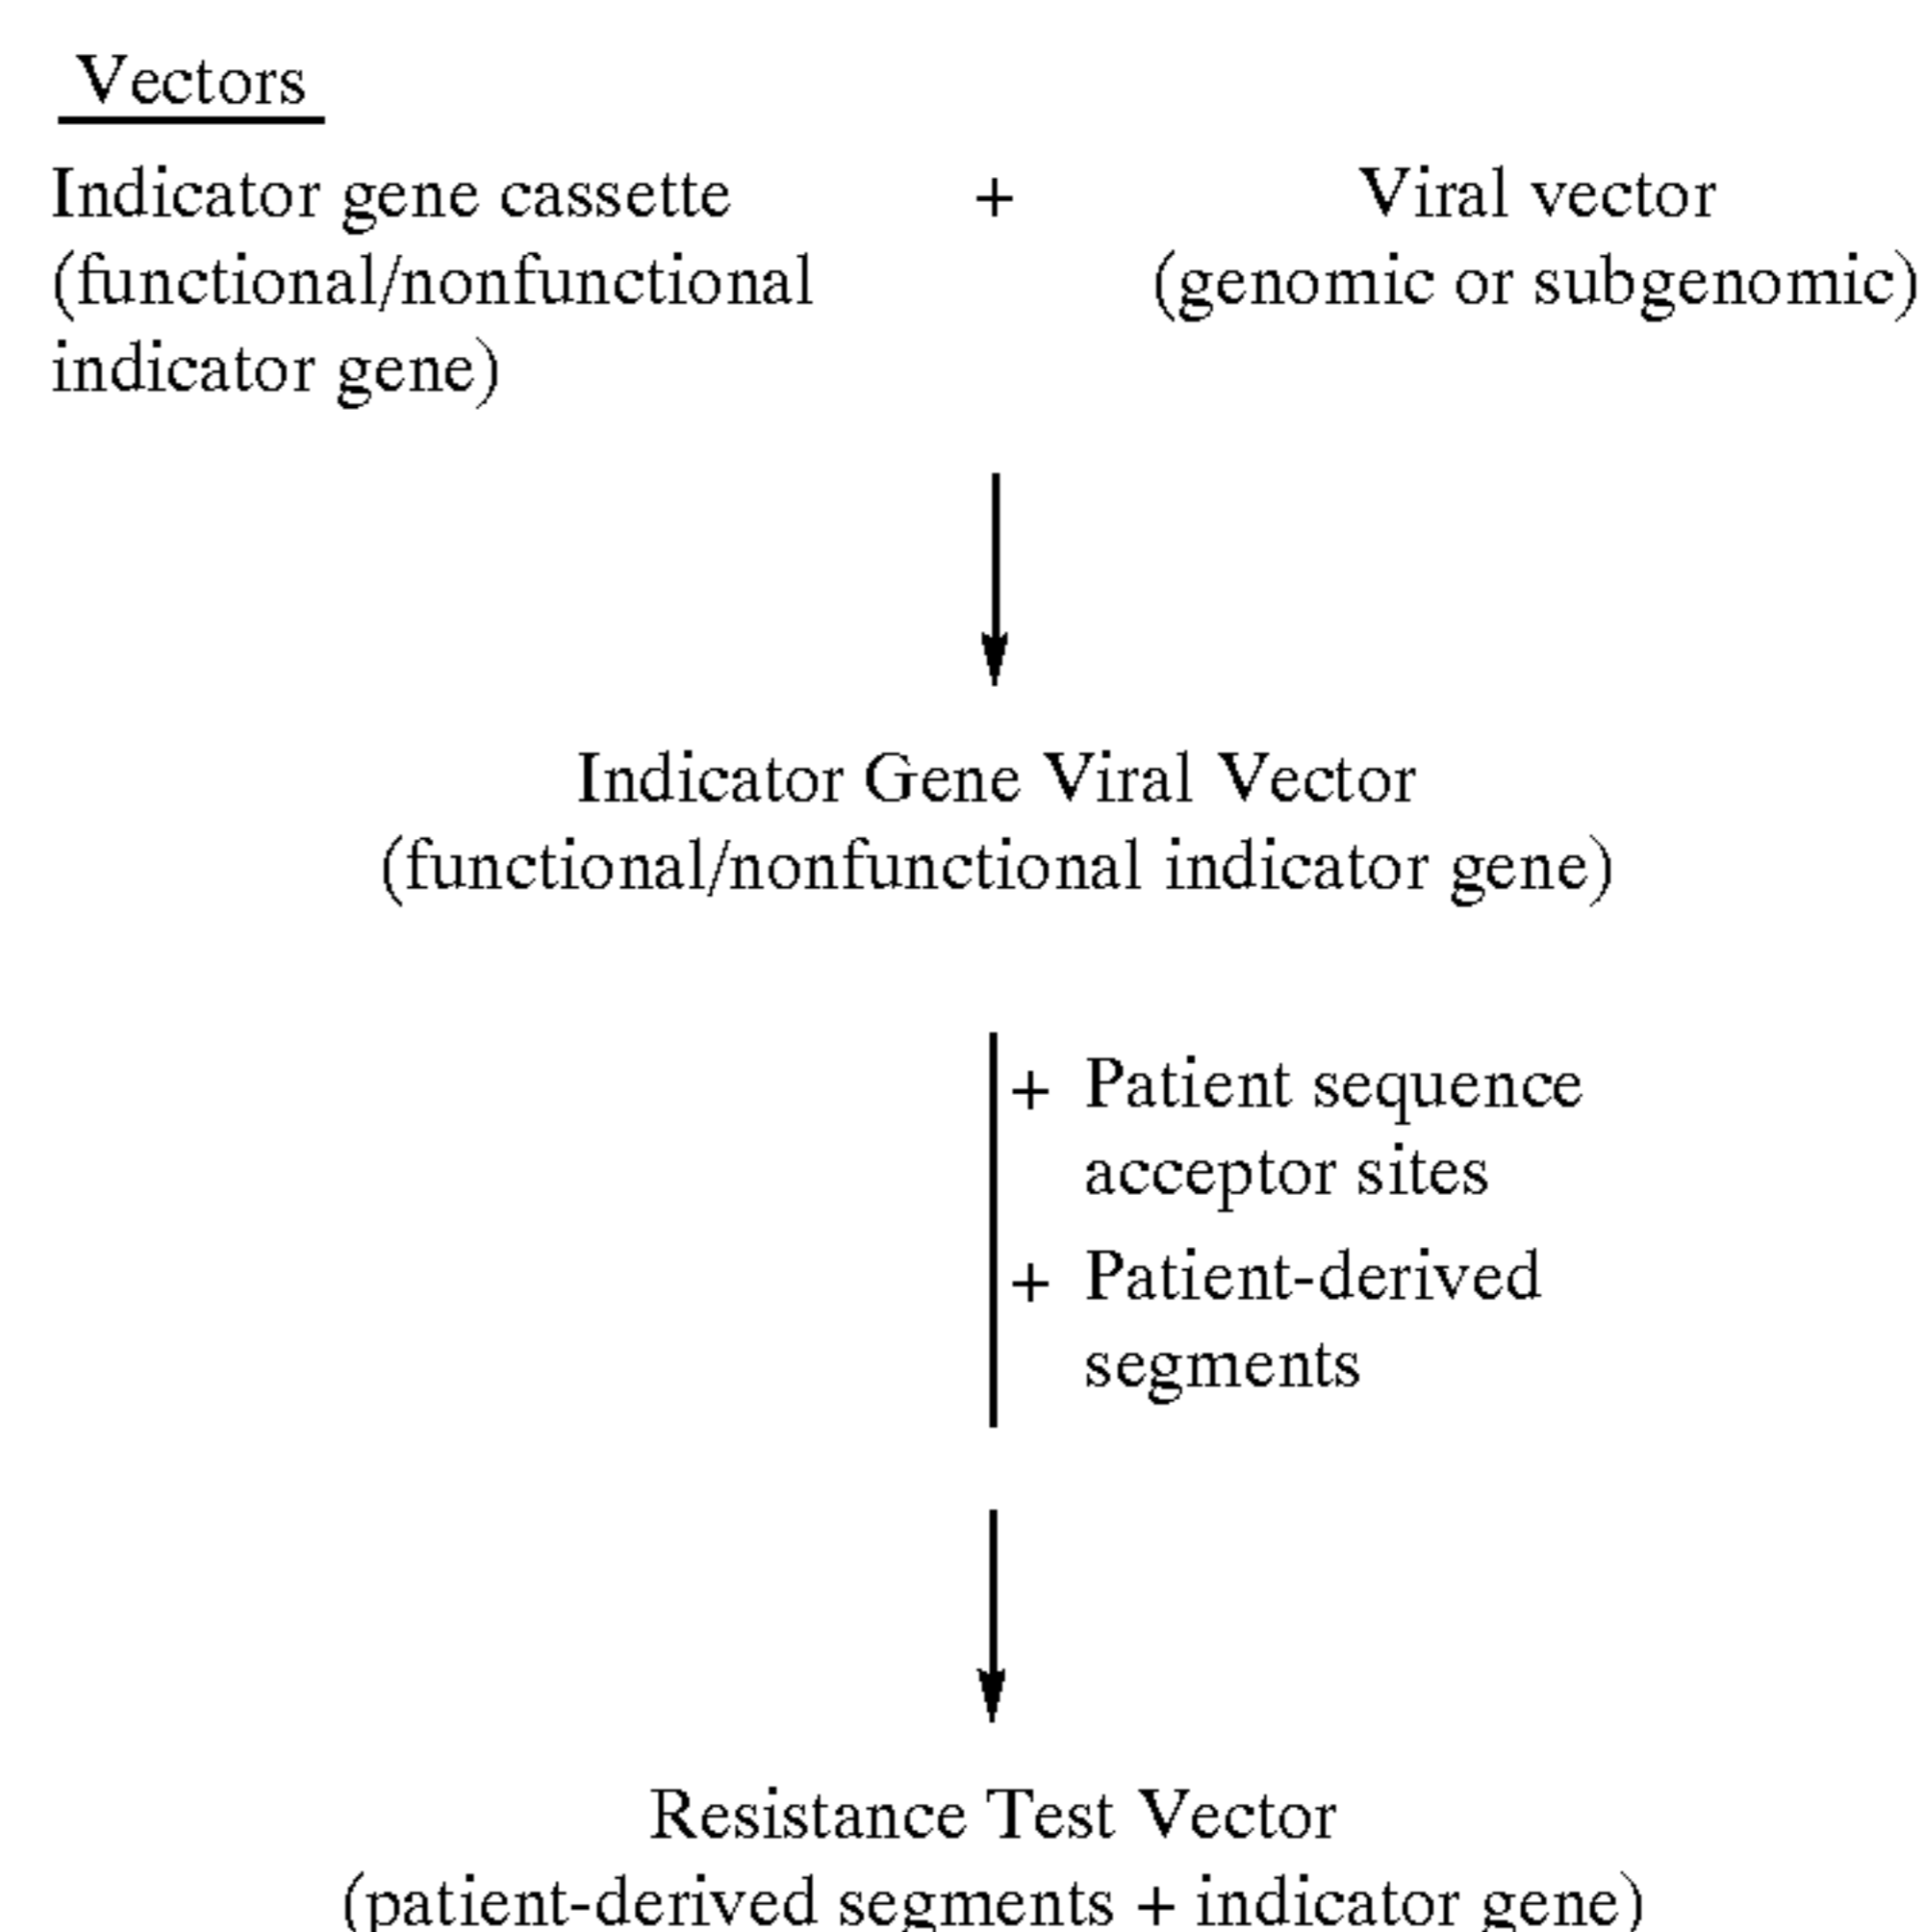 Vectors
Indicator gene cassette + Viral vector
(functional/nonfunctional (genomic or subgenomic)
indicator gene)
Indicator Gene Viral Vector
(functional/nonfunctional indicator gene)
+ Patient sequence
acceptor sites
+ Patient-derived
segments
Resistance Test Vector
(patient-derived segments + indicator gene)